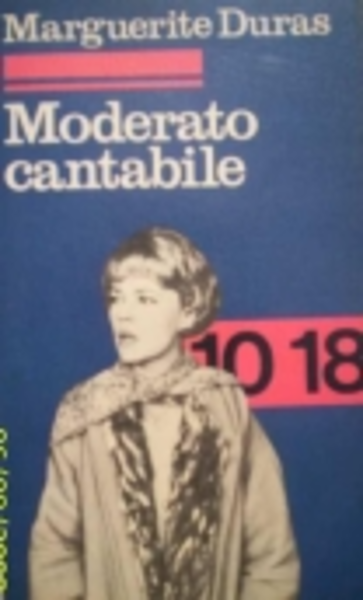 Marguerite Duras
Moderato
cantabile
10 18